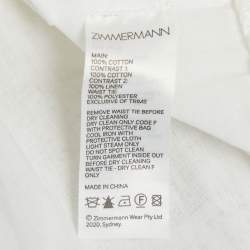 ZIMMERMANN
MAIN:
100% COTTON
CONTRAST 1:
100% COTTON
CONTRAST 2:
100% LINEN
WAIST TIE:
100% POLYESTER
EXCLUSIVE OF TRIMS
REMOVE WAIST TIE BEFORE
DRY CLEANING
DRY CLEAN ONLY CODE F
WITH PROTECTIVE BAG
COOL IRON WITH
PROTECTIVE CLOTH
LIGHT STEAM ONLY
DO NOT SPOT CLEAN
TURN GARMENT INSIDE OUT
BEFORE DRY CLEANING
WAIST TIE:
DRY CLEAN ONLY
MADE IN CHINA
© Zimmermann Wear Pty Ltd
2020, Sydney.